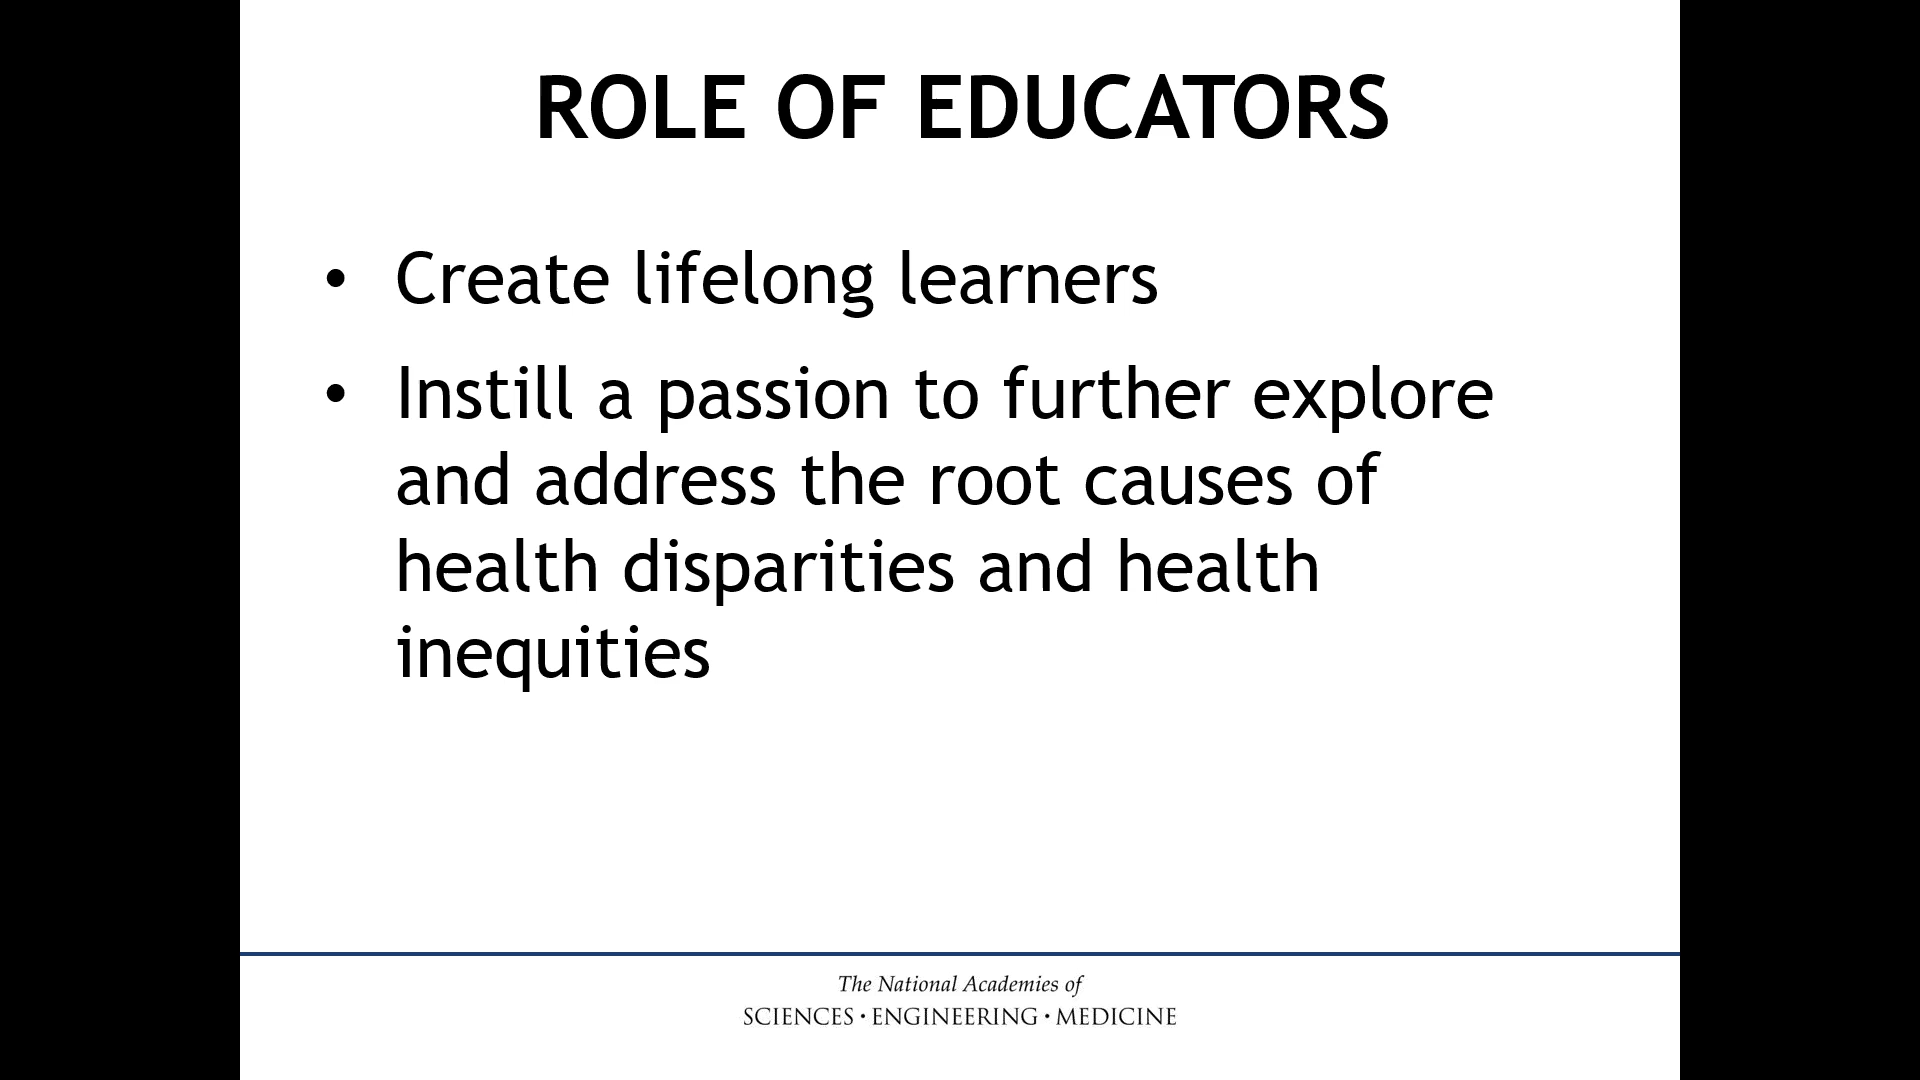 ROLE OF EDUCATORS
• Create lifelong learners
• Instill a passion to further explore
and address the root causes of
health disparities and health
inequities
The National Academies of
SCIENCES · ENGINEERING · MEDICINE